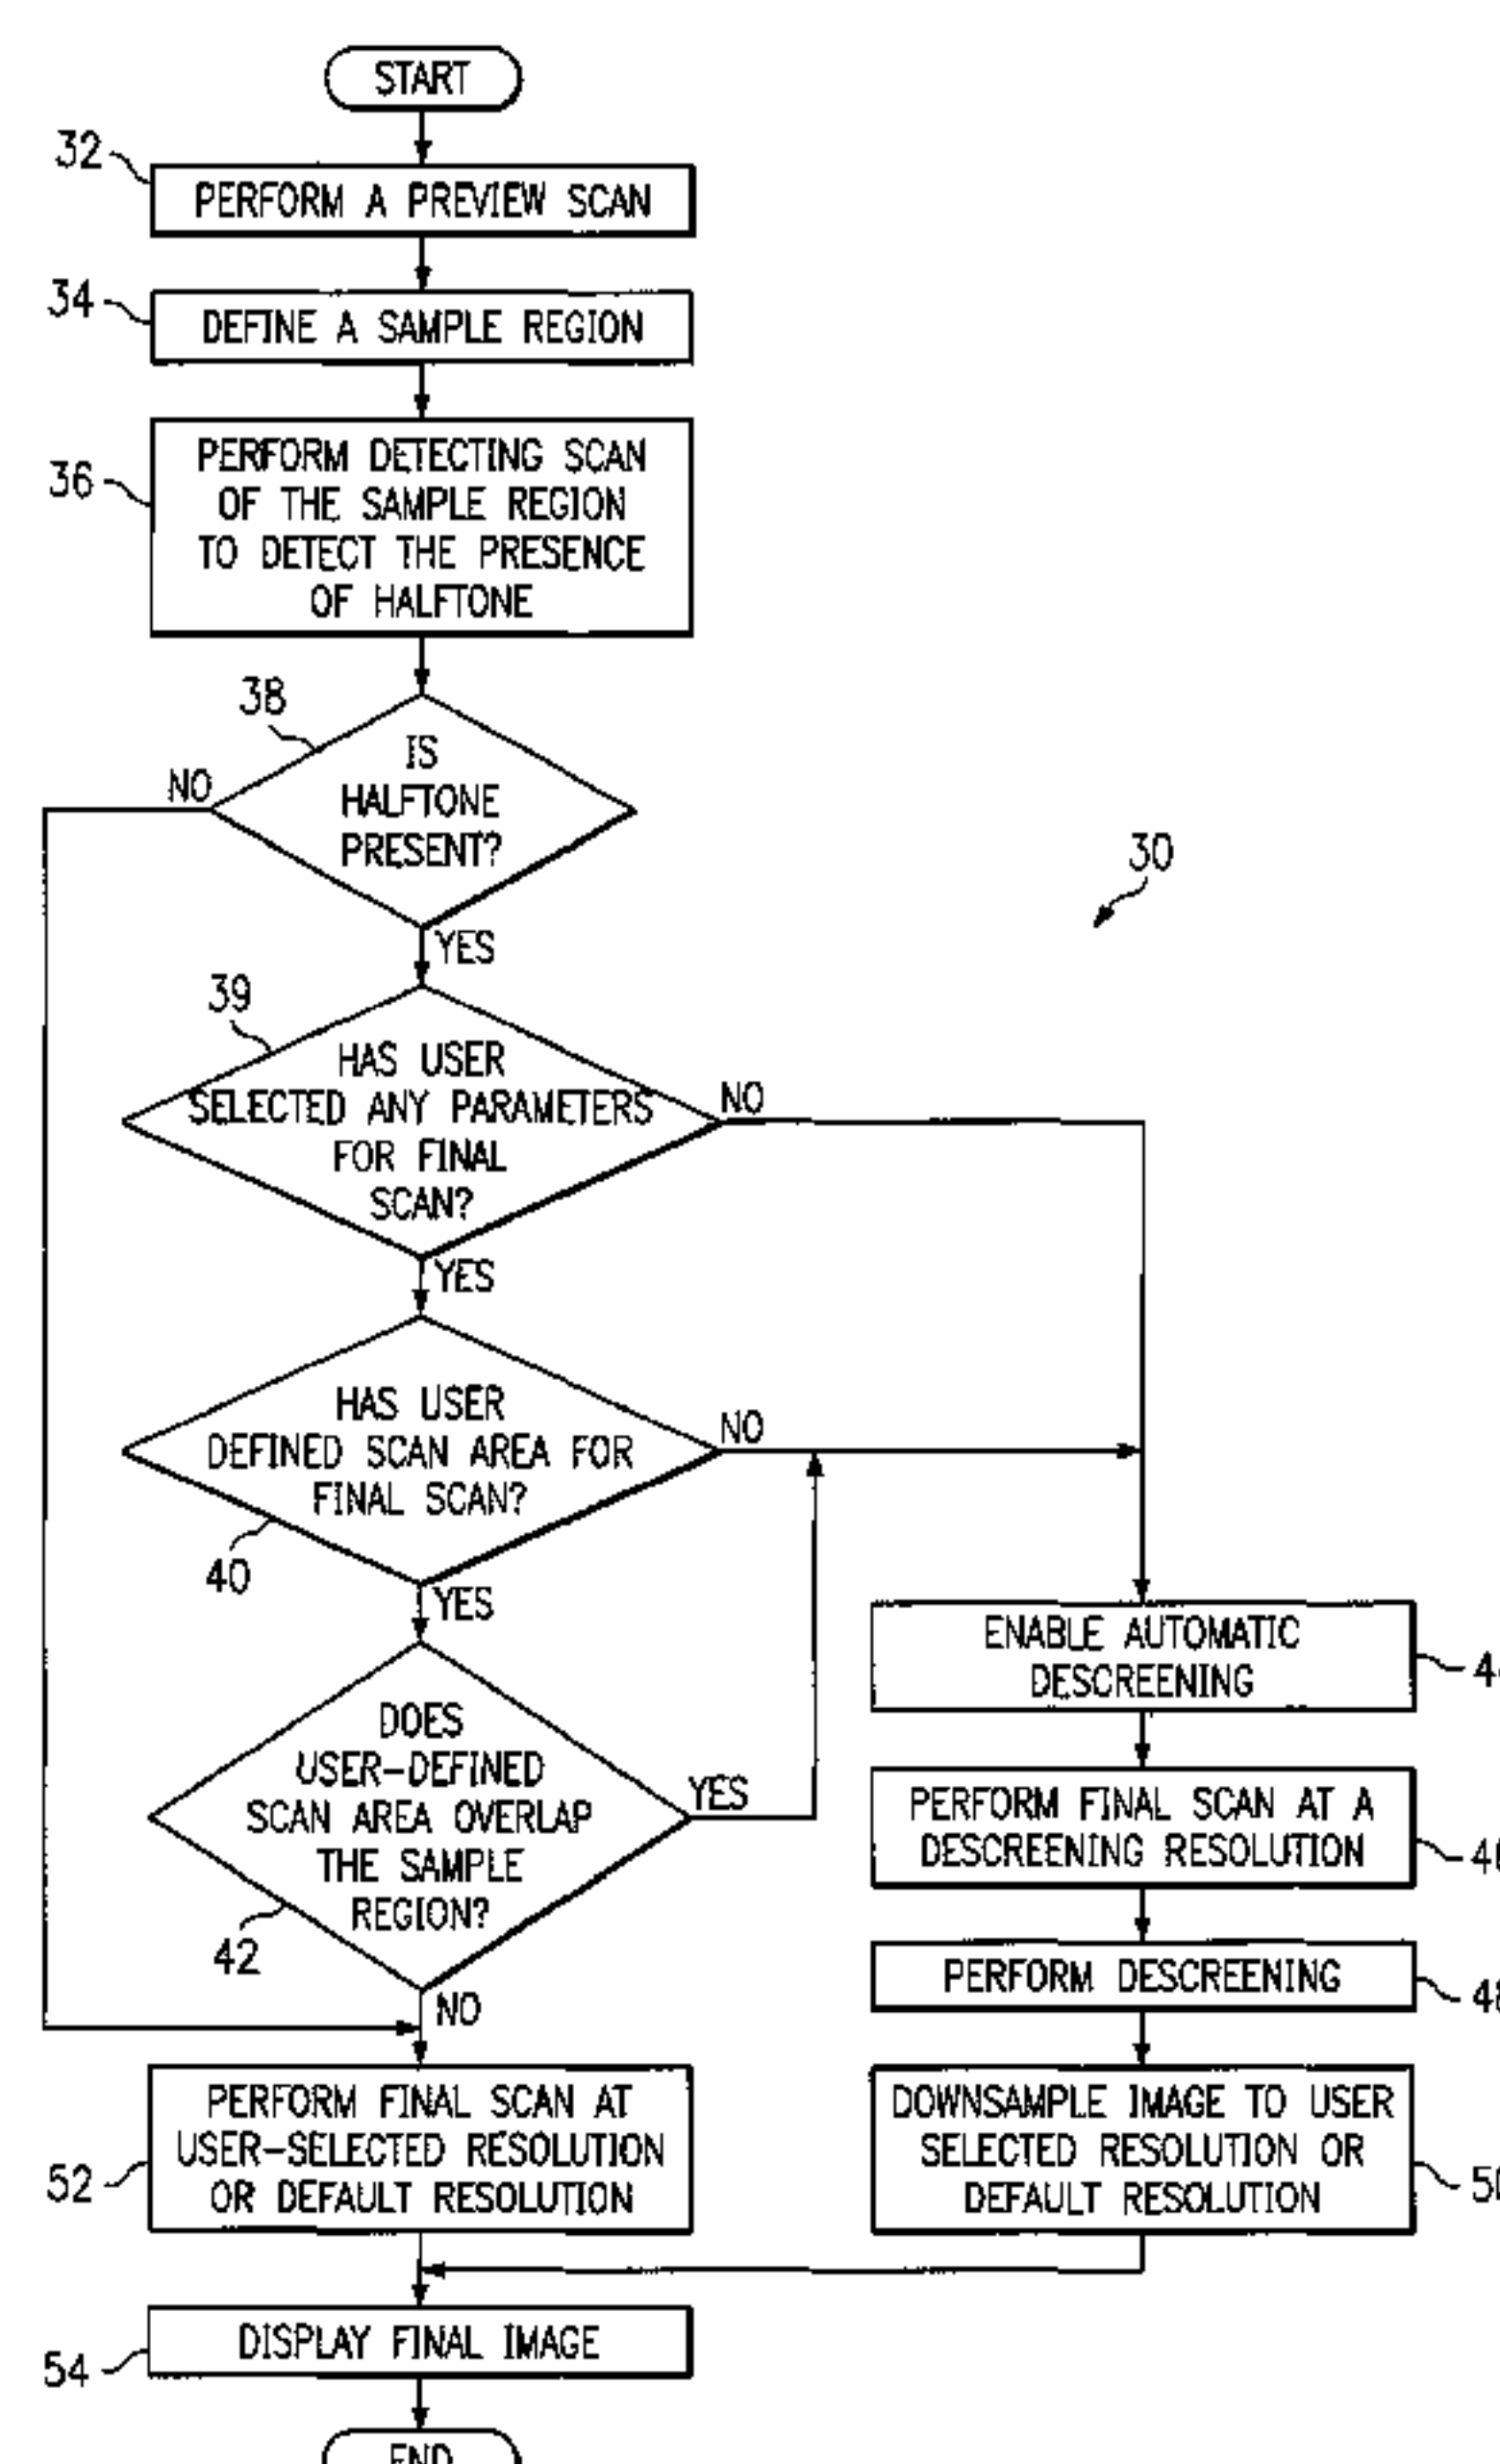 START
32
PERFORM A PREVIEW SCAN
34
DEFINE A SAMPLE REGION
36
PERFORM DETECTING SCAN
OF THE SAMPLE REGION
TO DETECT THE PRESENCE
OF HALFTONE
38
IS
HALFTONE
PRESENT?
NO
YES
30
39
HAS USER
SELECTED ANY PARAMETERS
FOR FINAL
SCAN?
NO
YES
HAS USER
DEFINED SCAN AREA FOR
FINAL SCAN?
NO
40
YES
DOES
USER-DEFINED
SCAN AREA OVERLAP
THE SAMPLE
REGION?
YES
42
NO
ENABLE AUTOMATIC
DESCREENING
PERFORM FINAL SCAN AT A
DESCREENING RESOLUTION
PERFORM DESCREENING
DOWNSAMPLE IMAGE TO USER
SELECTED RESOLUTION OR
DEFAULT RESOLUTION
PERFORM FINAL SCAN AT
USER-SELECTED RESOLUTION
OR DEFAULT RESOLUTION
52
DISPLAY FINAL IMAGE
54
END